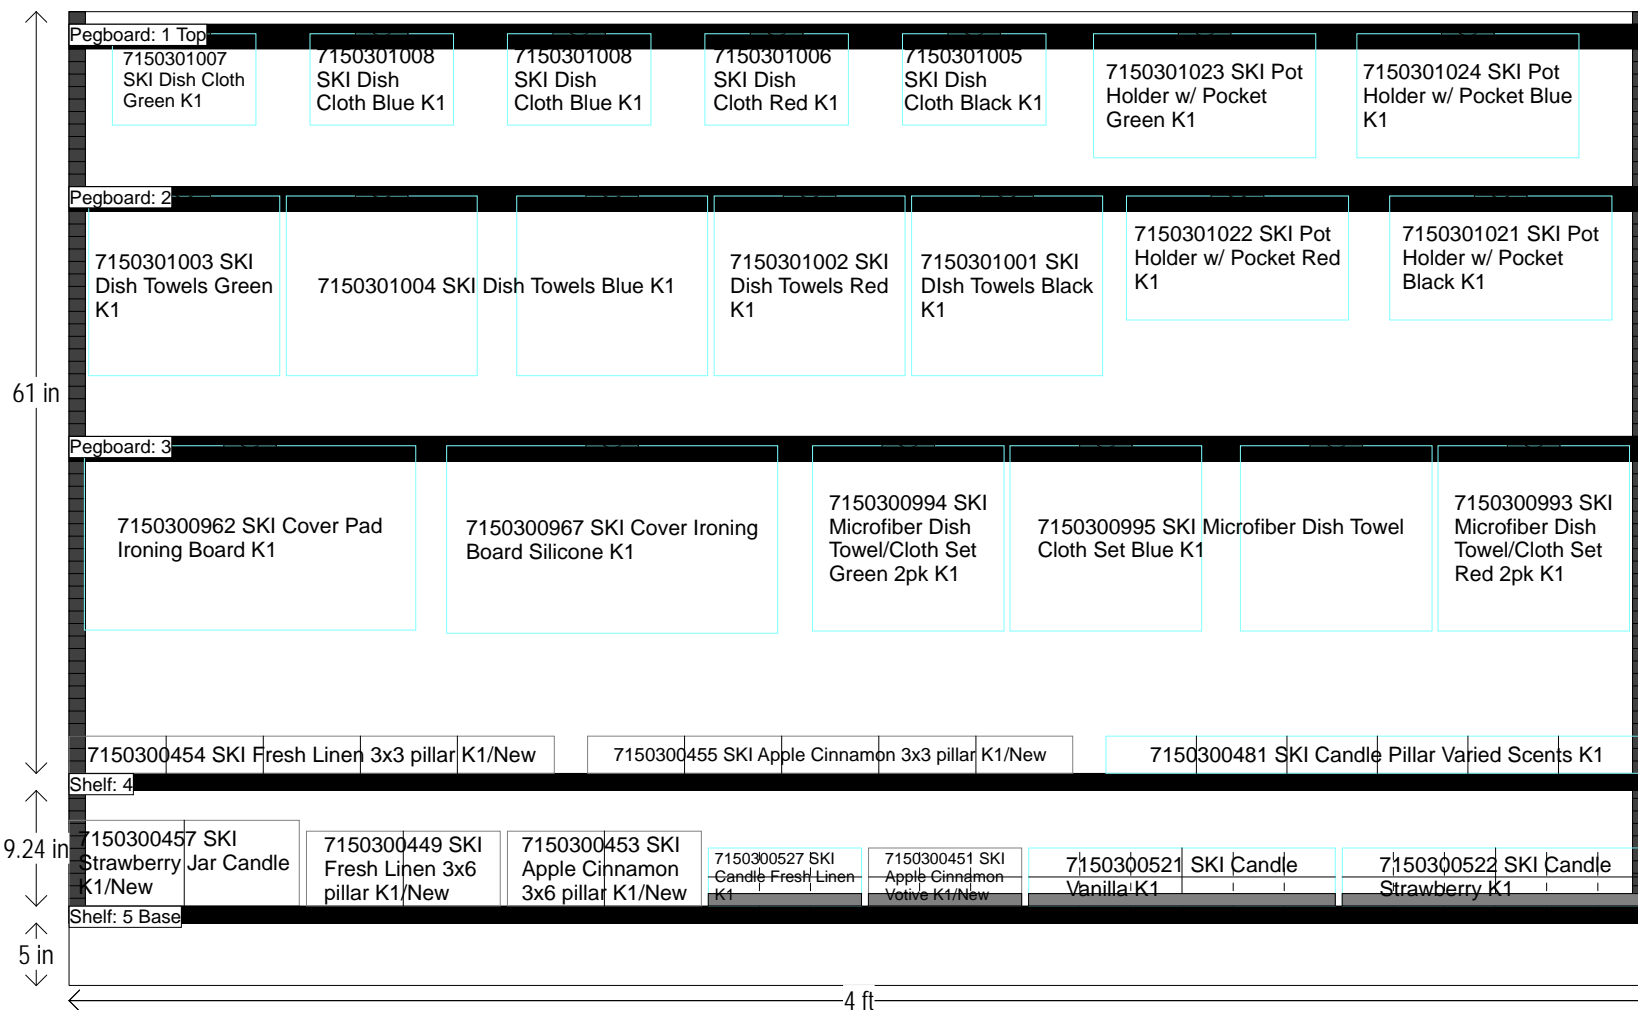 Pegboard: 1 Top
7150301007
SKI Dish Cloth
Green K1
7150301008
SKI Dish
Cloth Blue K1
7150301008
SKI Dish
Cloth Blue K1
7150301006
SKI Dish
Cloth Red K1
7150301005
SKI Dish
Cloth Black K1
7150301023 SKI Pot
Holder w/ Pocket
Green K1
7150301024 SKI Pot
Holder w/ Pocket Blue
K1
Pegboard: 2
7150301003 SKI
Dish Towels Green
K1
7150301004 SKI Dish Towels Blue K1
7150301002 SKI
Dish Towels Red
K1
7150301001 SKI
DIsh Towels Black
K1
7150301022 SKI Pot
Holder w/ Pocket Red
K1
7150301021 SKI Pot
Holder w/ Pocket
Black K1
61 in
Pegboard: 3
7150300962 SKI Cover Pad
Ironing Board K1
7150300967 SKI Cover Ironing
Board Silicone K1
7150300994 SKI
Microfiber Dish
Towel/Cloth Set
Green 2pk K1
7150300995 SKI Microfiber Dish Towel
Cloth Set Blue K1
7150300993 SKI
Microfiber Dish
Towel/Cloth Set
Red 2pk K1
7150300454 SKI Fresh Linen 3x3 pillar K1/New
7150300455 SKI Apple Cinnamon 3x3 pillar K1/New
7150300481 SKI Candle Pillar Varied Scents K1
Shelf: 4
9.24 in
7150300457 SKI
Strawberry Jar Candle
K1/New
7150300449 SKI
Fresh Linen 3x6
pillar K1/New
7150300453 SKI
Apple Cinnamon
3x6 pillar K1/New
7150300527 SKI
Candle Fresh Linen
K1
7150300451 SKI
Apple Cinnamon
Votive K1/New
7150300521 SKI Candle
Vanilla K1
7150300522 SKI Candle
Strawberry K1
Shelf: 5 Base
5 in
4 ft